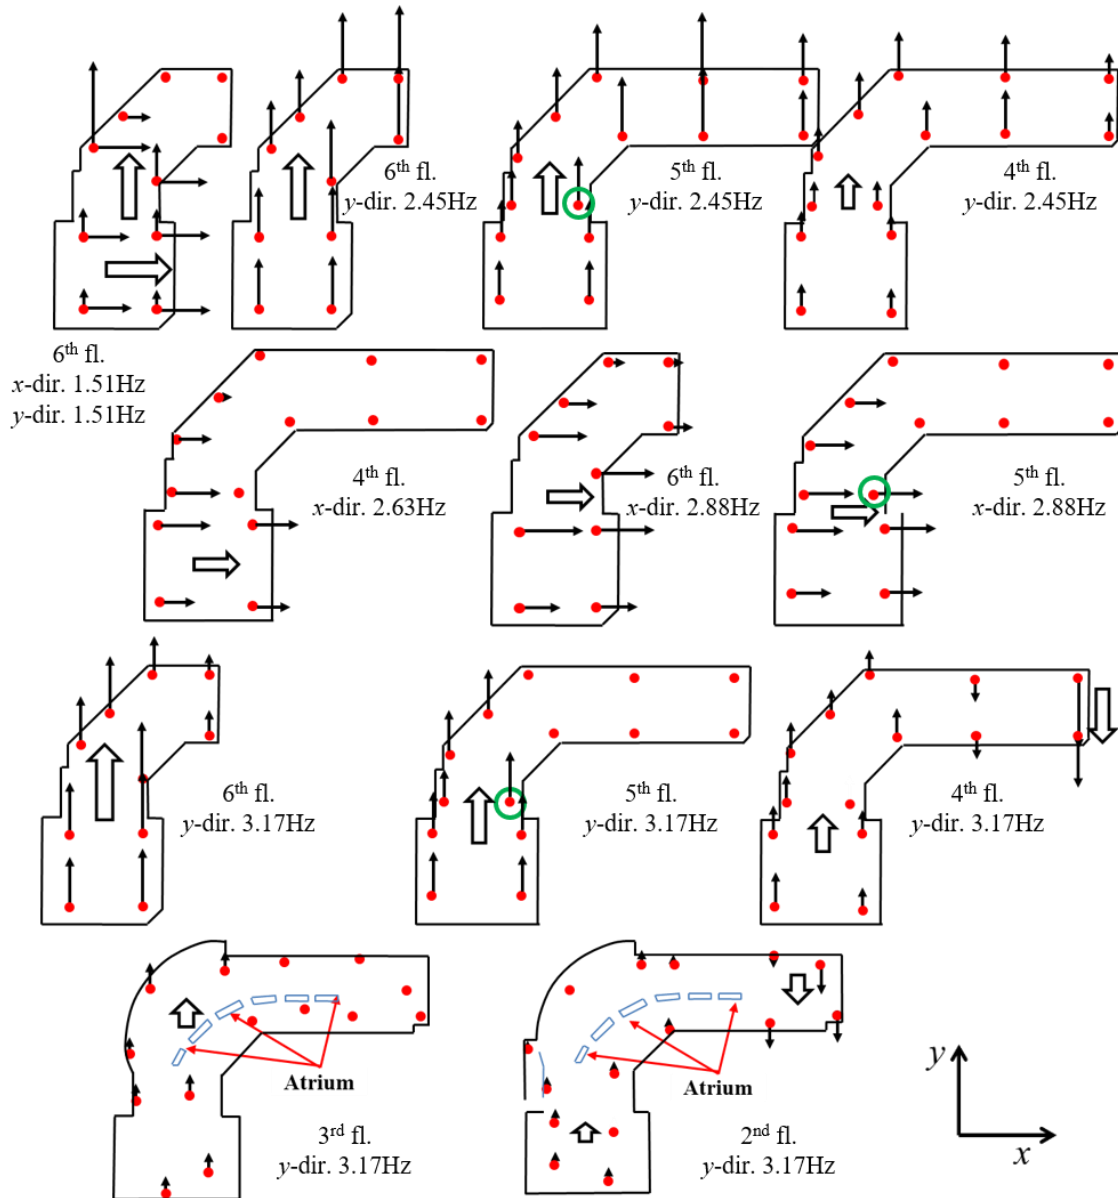 6th fl.
y-dir. 2.45Hz
5th fl.
y-dir. 2.45Hz
4th fl.
y-dir. 2.45Hz
6th fl.
x-dir. 1.51Hz
y-dir. 1.51Hz
4th fl.
x-dir. 2.63Hz
6th fl.
x-dir. 2.88Hz
5th fl.
x-dir. 2.88Hz
6th fl.
y-dir. 3.17Hz
5th fl.
y-dir. 3.17Hz
4th fl.
y-dir. 3.17Hz
Atrium
3rd fl.
y-dir. 3.17Hz
Atrium
2nd fl.
y-dir. 3.17Hz
y
x